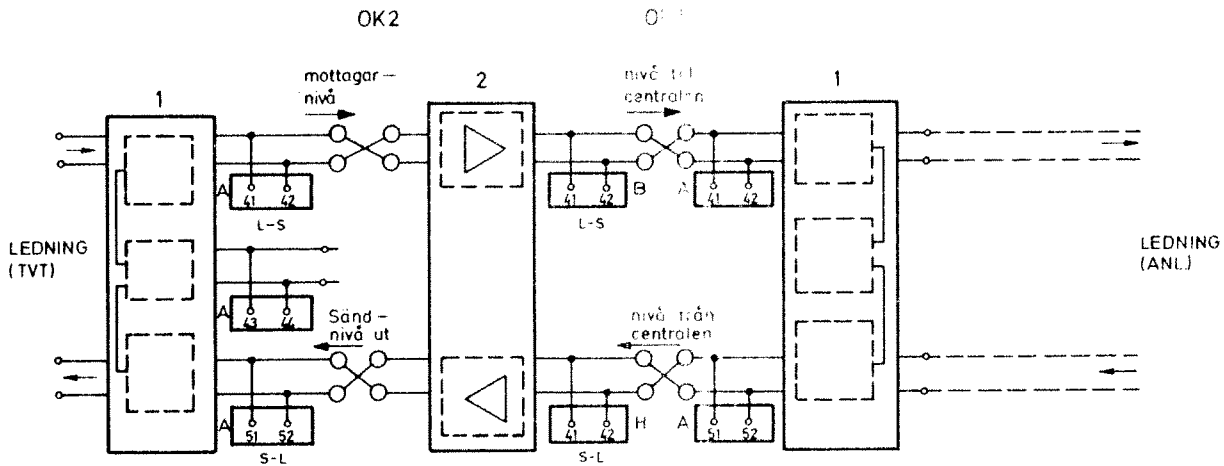 OK2
mottagar-
nivå
nivå till
centralen
1
2
1
A
41 42
L-S
41 42
B
L-S
A
41 42
LEDNING
(TVT)
LEDNING
(ANL.)
A
43 44
Sänd-
nivå ut
nivå från
centralen
A
51 52
S-L
41 42
H
S-L
A
51 52